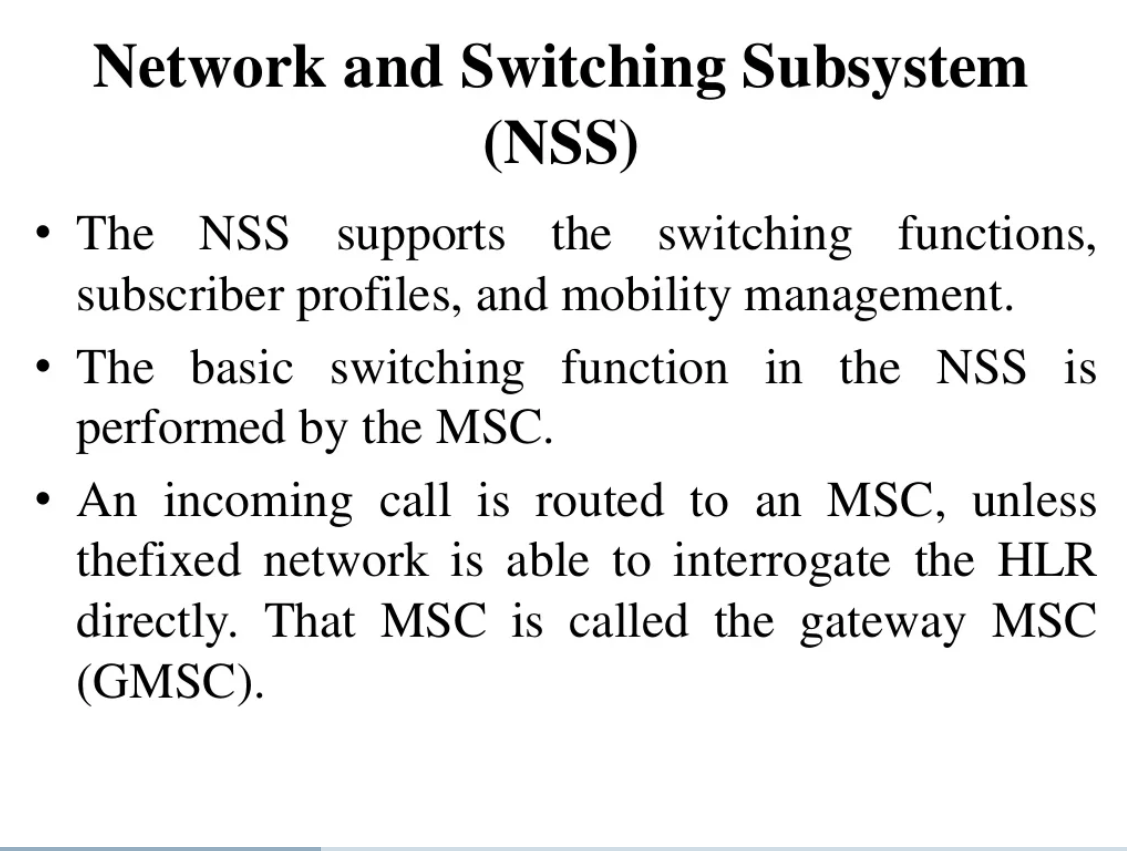 Network and Switching Subsystem
(NSS)
• The NSS supports the switching functions,
subscriber profiles, and mobility management.
• The basic switching function in the NSS is
performed by the MSC.
• An incoming call is routed to an MSC, unless
thefixed network is able to interrogate the HLR
directly. That MSC is called the gateway MSC
(GMSC).